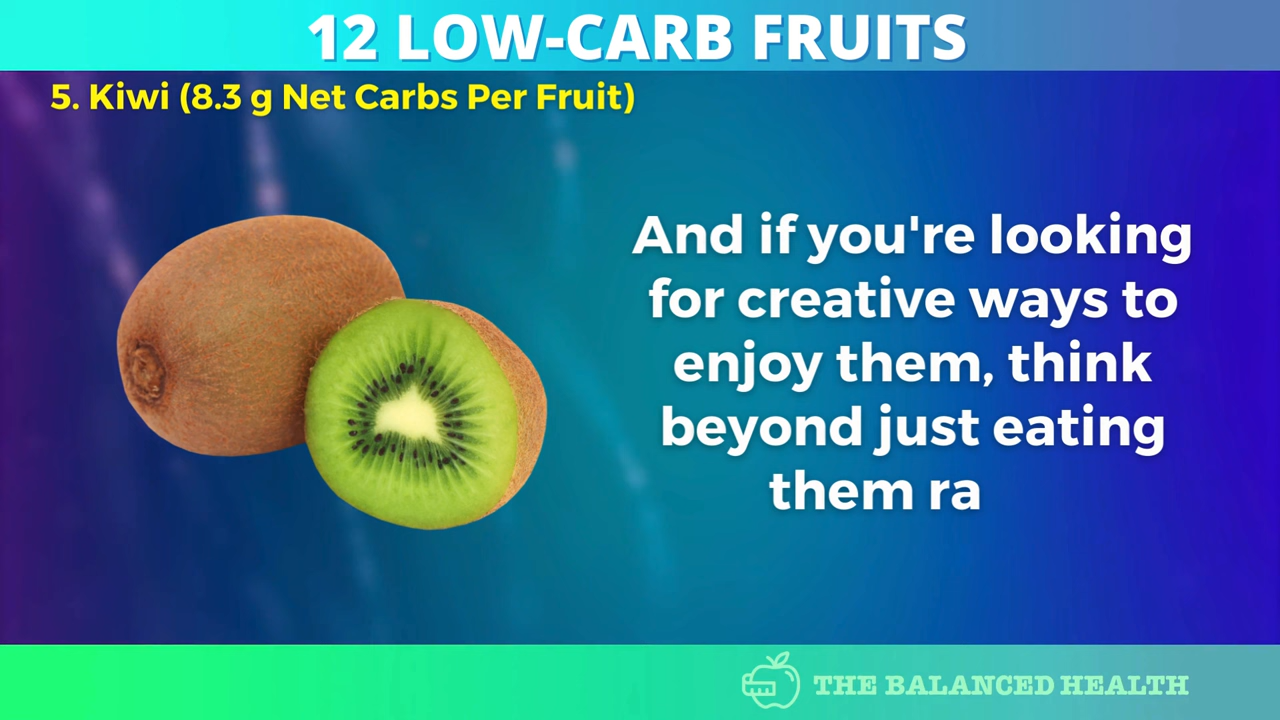 12 LOW-CARB FRUITS
5. Kiwi (8.3 g Net Carbs Per Fruit)
And if you're looking
for creative ways to
enjoy them, think
beyond just eating
them ra
THE BALANCED HEALTH